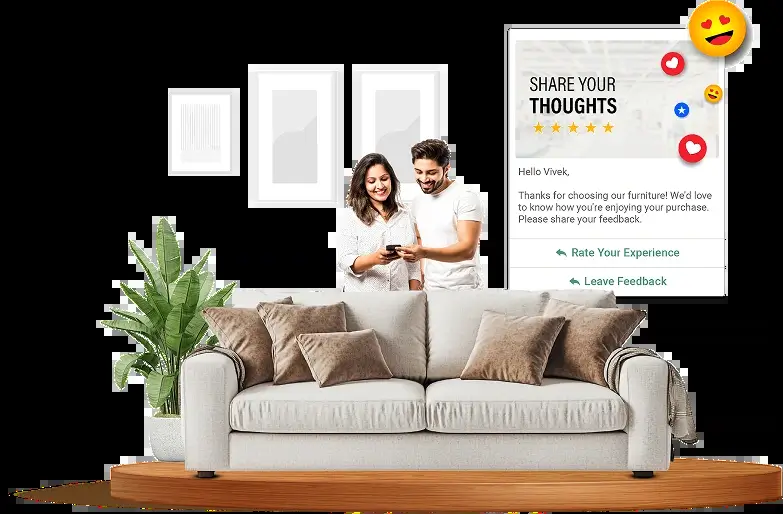 SHARE YOUR
THOUGHTS
Hello Vivek,
Thanks for choosing our furniture! We'd love
to know how you're enjoying your purchase.
Please share your feedback.
Rate Your Experience
Leave Feedback